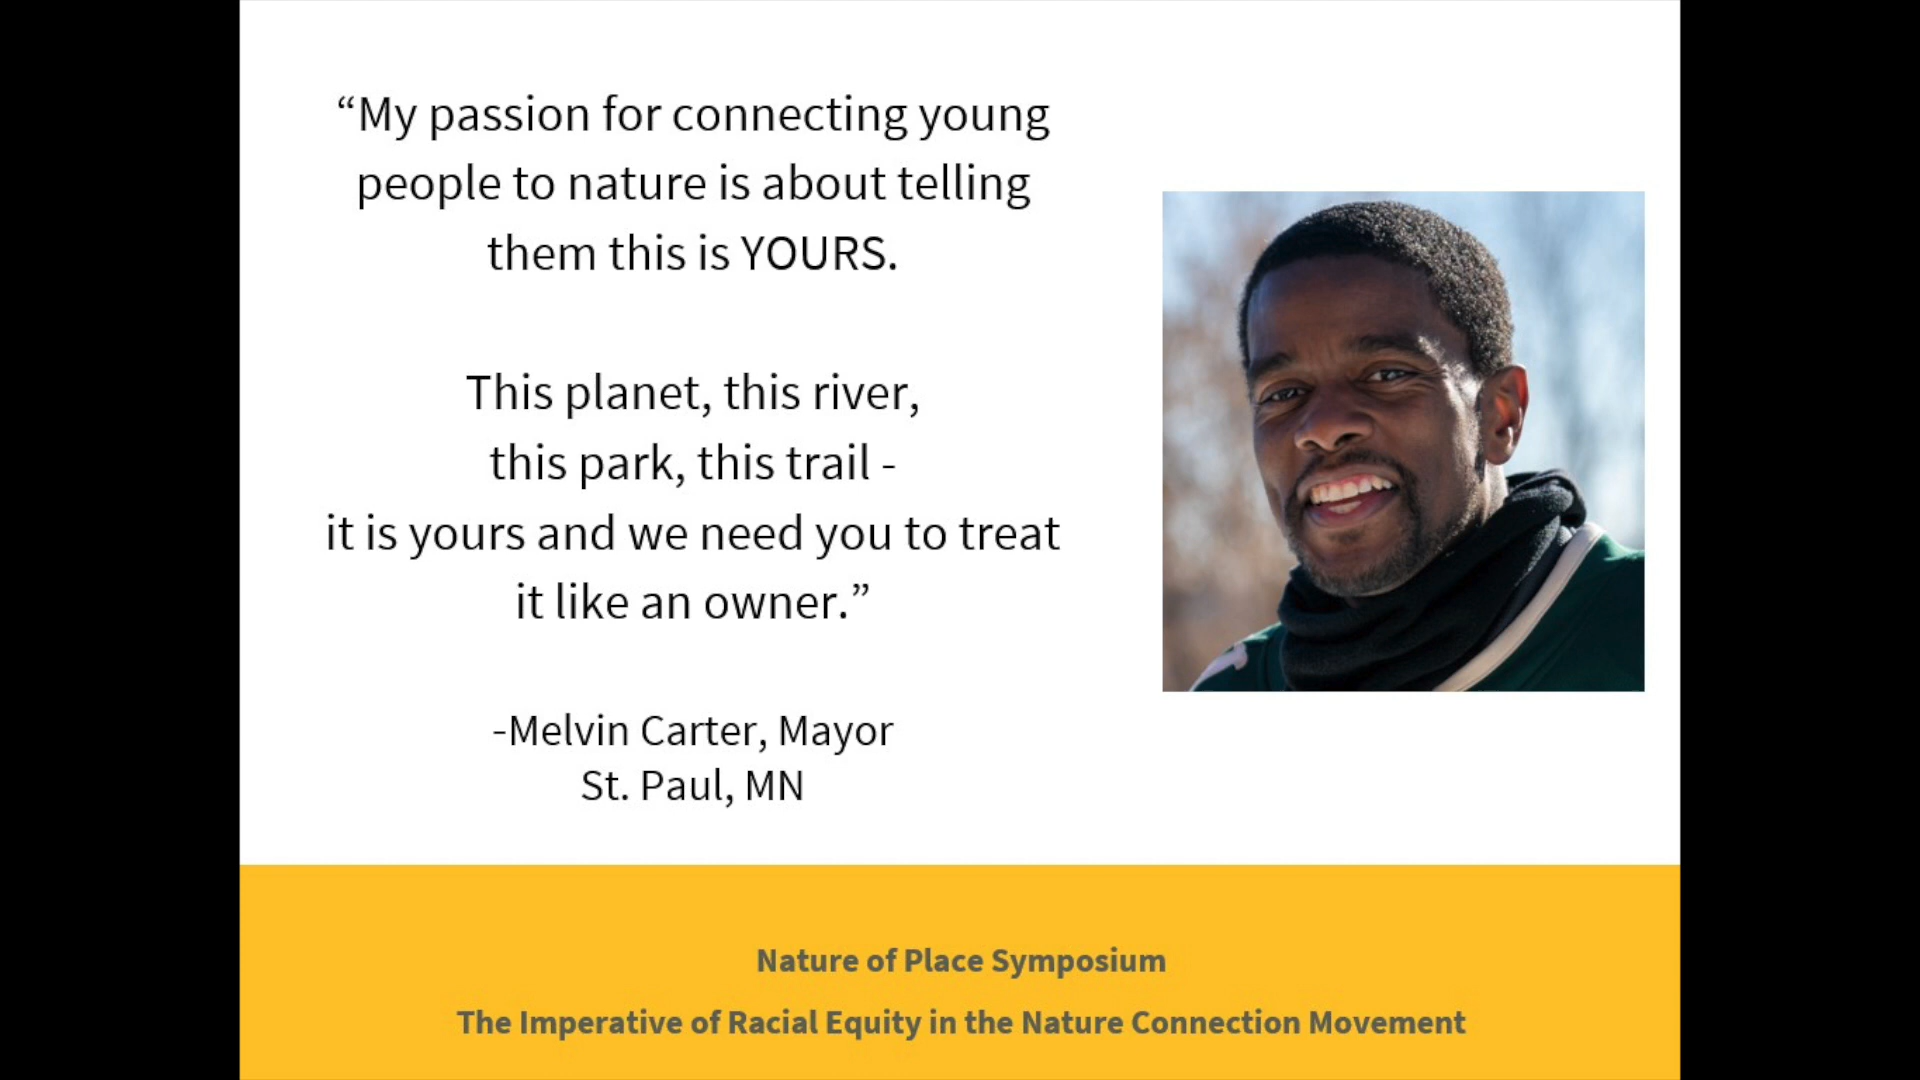 “My passion for connecting young
people to nature is about telling
them this is YOURS.
This planet, this river,
this park, this trail -
it is yours and we need you to treat
it like an owner.”
-Melvin Carter, Mayor
St. Paul, MN
Nature of Place Symposium
The Imperative of Racial Equity in the Nature Connection Movement